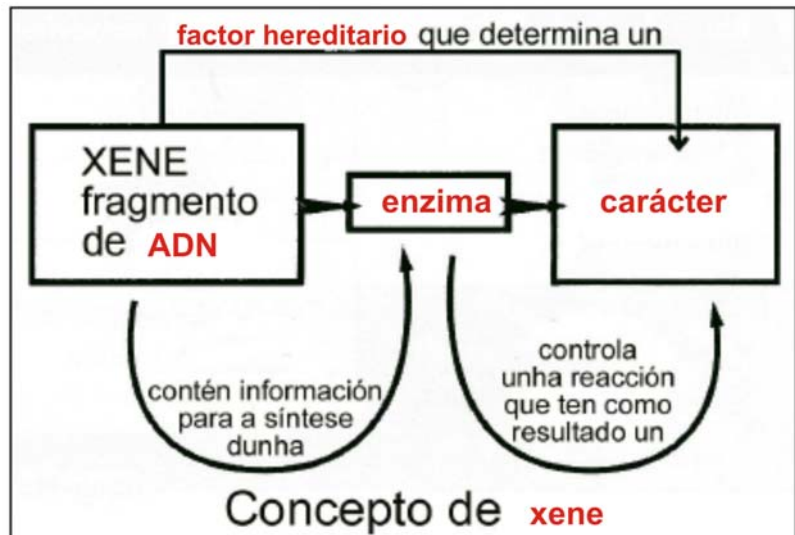 factor hereditario que determina un
XENE
fragmento
de ADN
enzima
carácter
contén información
para a síntese
dunha
controla
unha reacción
que ten como
resultado un
Concepto de xene